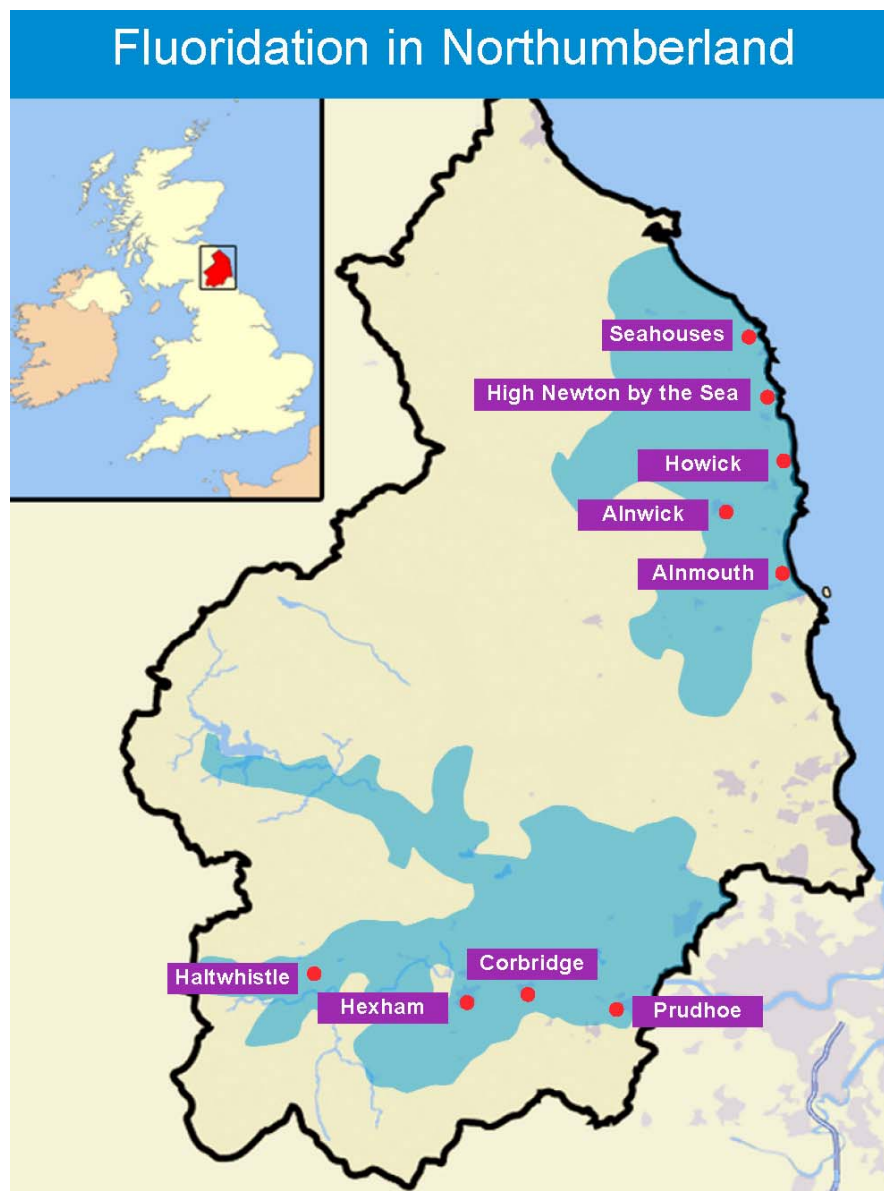 Fluoridation in Northumberland
Seahouses
High Newton by the Sea
Howick
Alnwick
Alnmouth
Corbridge
Haltwhistle
Hexham
Prudhoe